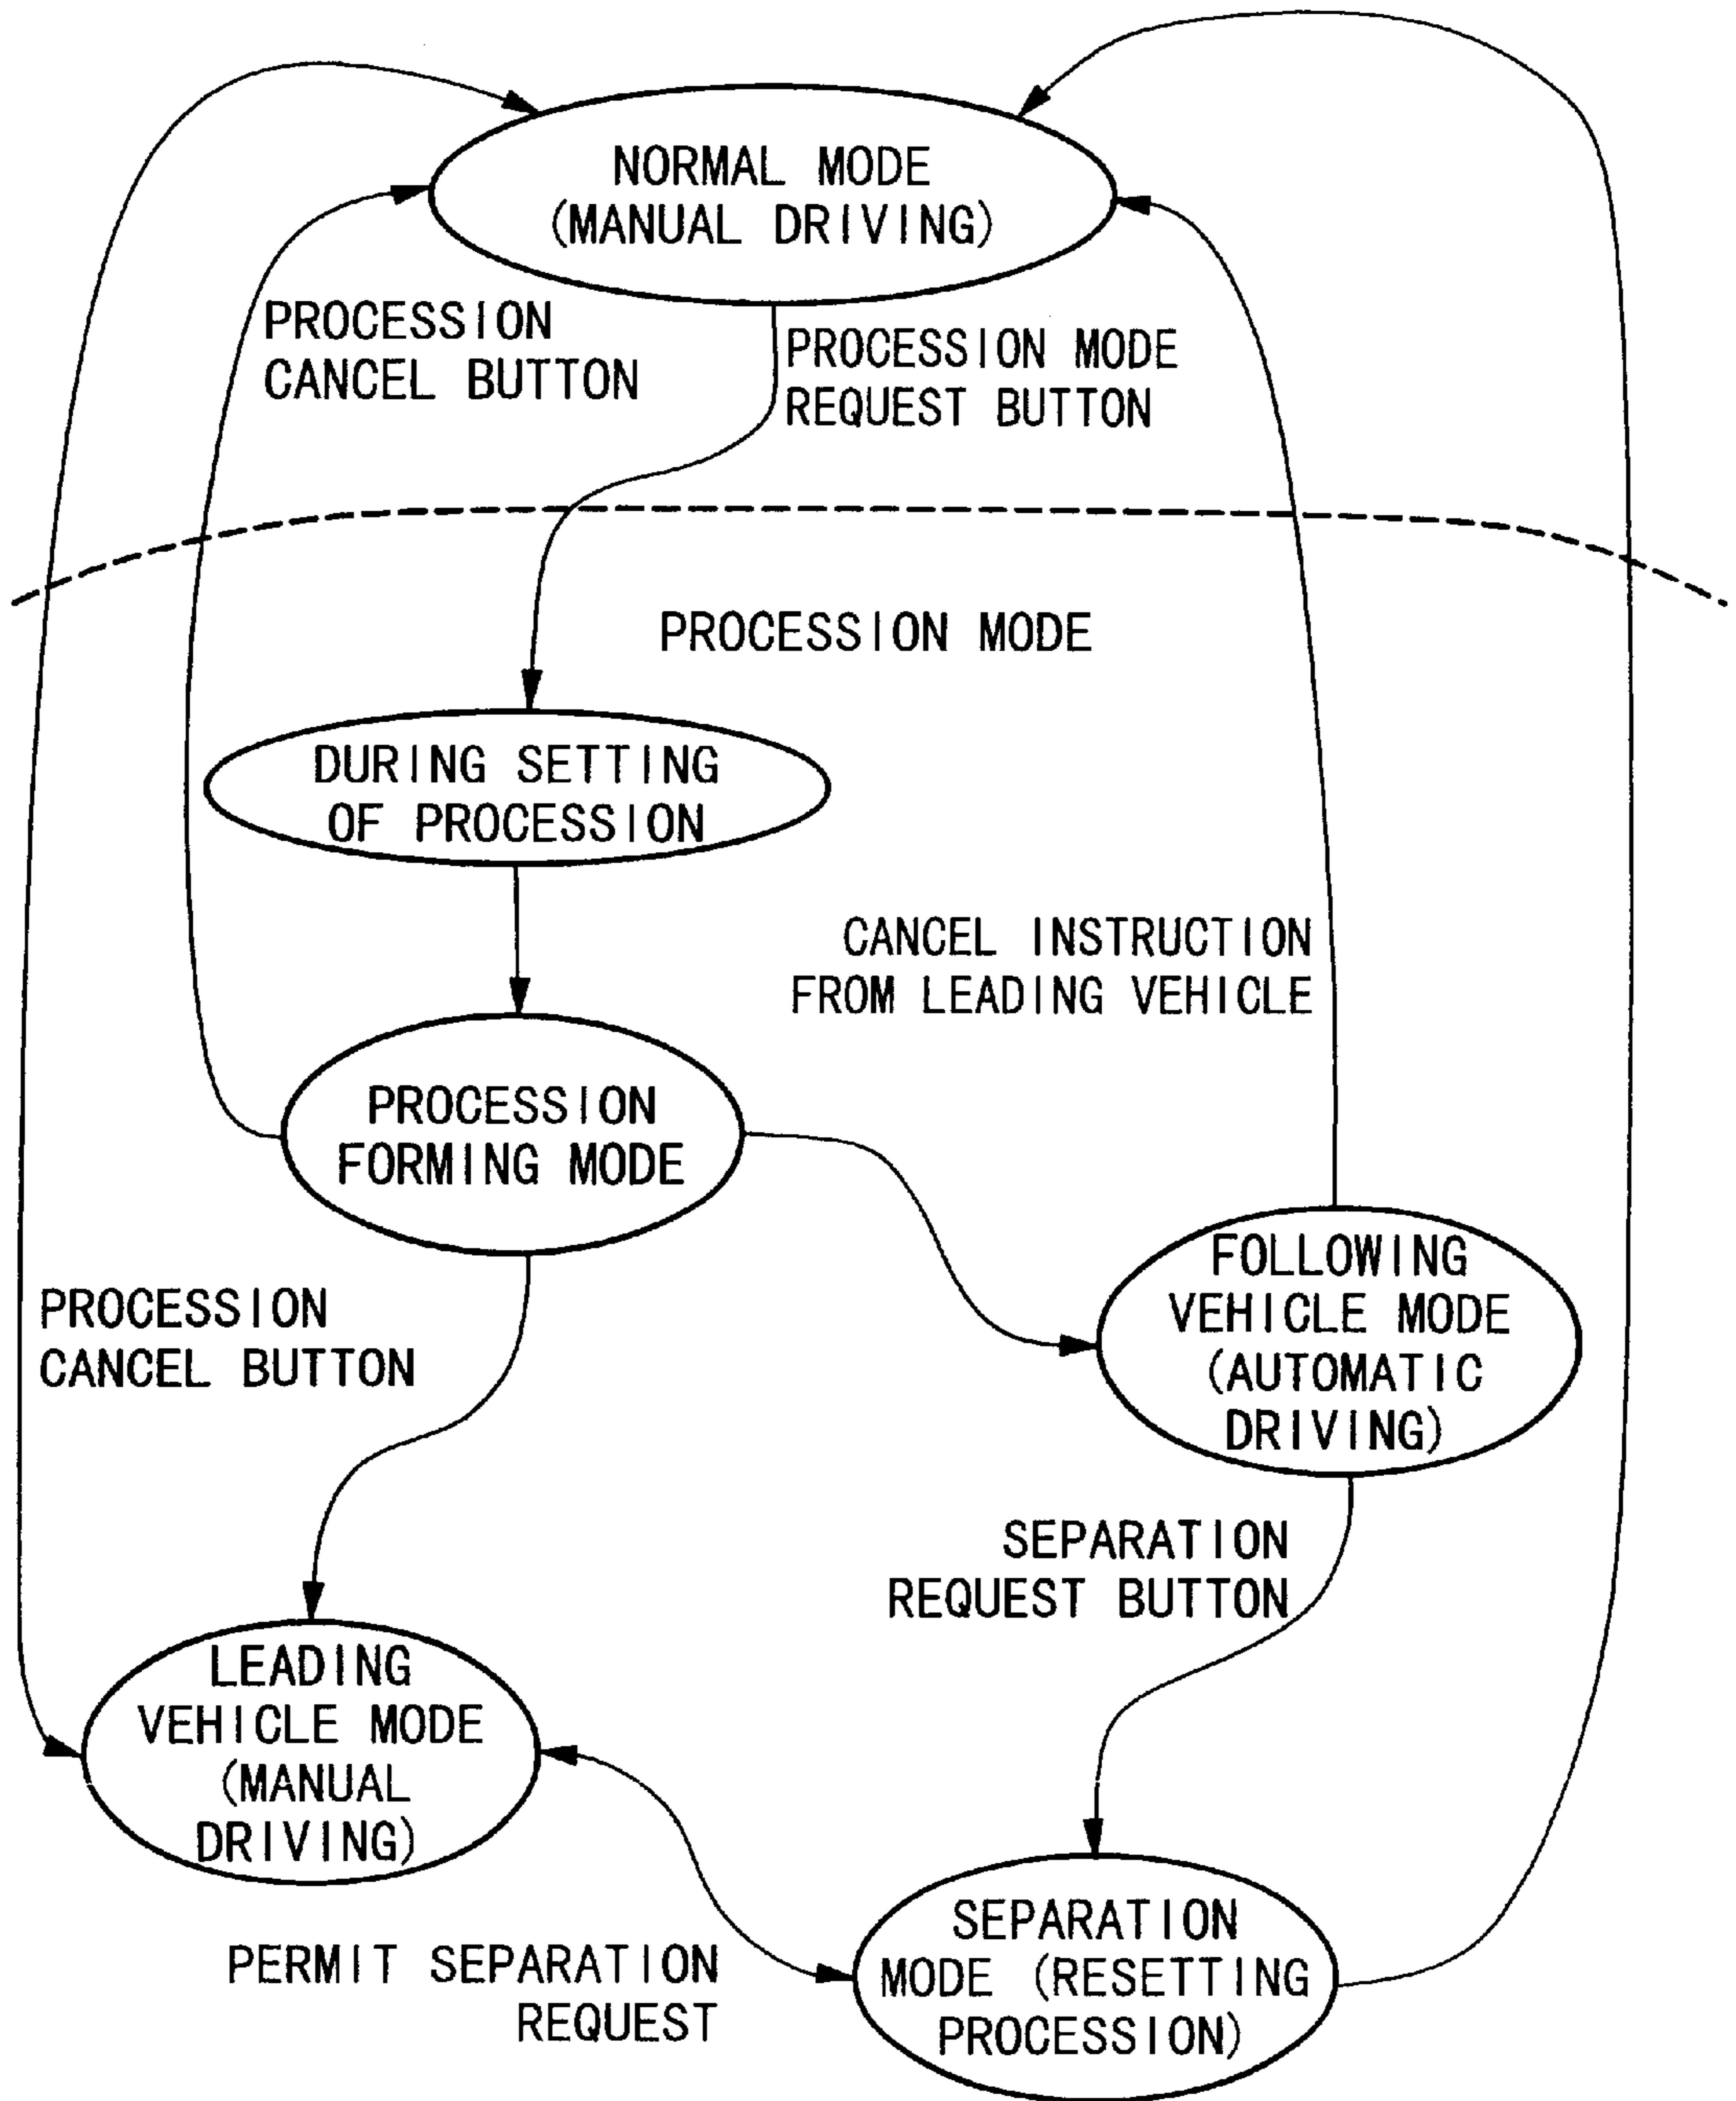 NORMAL MODE
(MANUAL DRIVING)
PROCESSION
CANCEL BUTTON
PROCESSION MODE
REQUEST BUTTON
PROCESSION MODE
DURING SETTING
OF PROCESSION
CANCEL INSTRUCTION
FROM LEADING VEHICLE
PROCESSION
FORMING MODE
FOLLOWING
VEHICLE MODE
(AUTOMATIC
DRIVING)
PROCESSION
CANCEL BUTTON
SEPARATION
REQUEST BUTTON
LEADING
VEHICLE MODE
(MANUAL
DRIVING)
SEPARATION
MODE (RESETTING
PROCESSION)
PERMIT SEPARATION
REQUEST